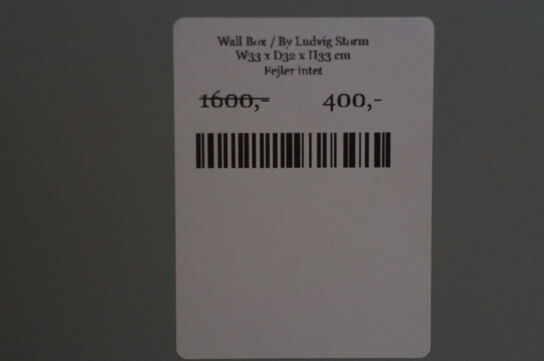 Wall Box / By Ludvig Storm
W33 x D32 x H33 cm
Fejler intet
1600,- 400,-